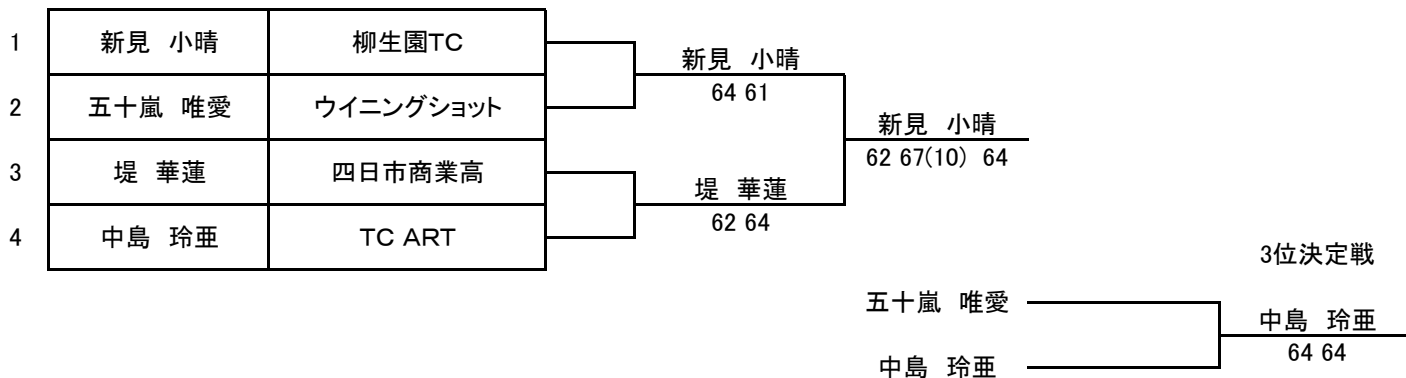 1 新見 小晴 柳生園TC
新見 小晴
64 61
2 五十嵐 唯愛 ウイニングショット
新見 小晴
62 67(10) 64
3 堤 華蓮 四日市商業高
堤 華蓮
62 64
4 中島 玲亜 TC ART
3位決定戦
五十嵐 唯愛
中島 玲亜
64 64
中島 玲亜